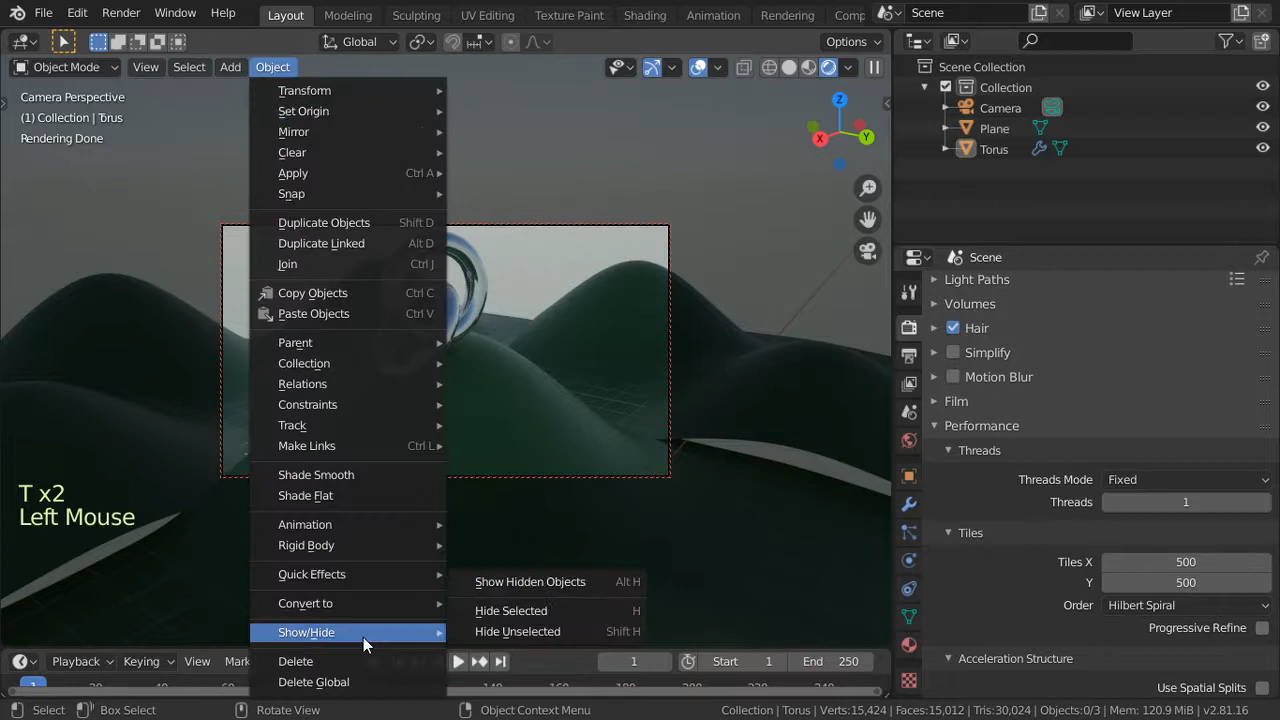 File Edit Render Window Help Layout Modeling Sculpting UV Editing Texture Paint Shading Animation Rendering Comp Scene View Layer
Global Options
Object Mode View Select Add Object
Camera Perspective
(1) Collection | Torus
Rendering Done
Transform
Set Origin
Mirror
Clear
Apply Ctrl A
Snap
Duplicate Objects Shift D
Duplicate Linked Alt D
Join Ctrl J
Copy Objects Ctrl C
Paste Objects Ctrl V
Parent
Collection
Relations
Constraints
Track
Make Links Ctrl L
Shade Smooth
Shade Flat
Animation
Rigid Body
Quick Effects
Convert to
Show/Hide
Delete
Delete Global
Show Hidden Objects Alt H
Hide Selected H
Hide Unselected Shift H
Z
X
Y
T x2
Left Mouse
Scene Collection
Collection
Camera
Plane
Torus
Scene
Light Paths
Volumes
Hair
Simplify
Motion Blur
Film
Performance
Threads
Threads Mode Fixed
Threads 1
Tiles
Tiles X 500
Y 500
Order Hilbert Spiral
Progressive Refine
Acceleration Structure
Use Spatial Splits
Playback Keying View Mark 1 Start 1 End 250
Select Box Select Rotate View Object Context Menu Collection | Torus | Verts:15,424 | Faces:15,012 | Tris:30,024 | Objects:0/3 | Mem: 120.9 MiB | v2.81.16